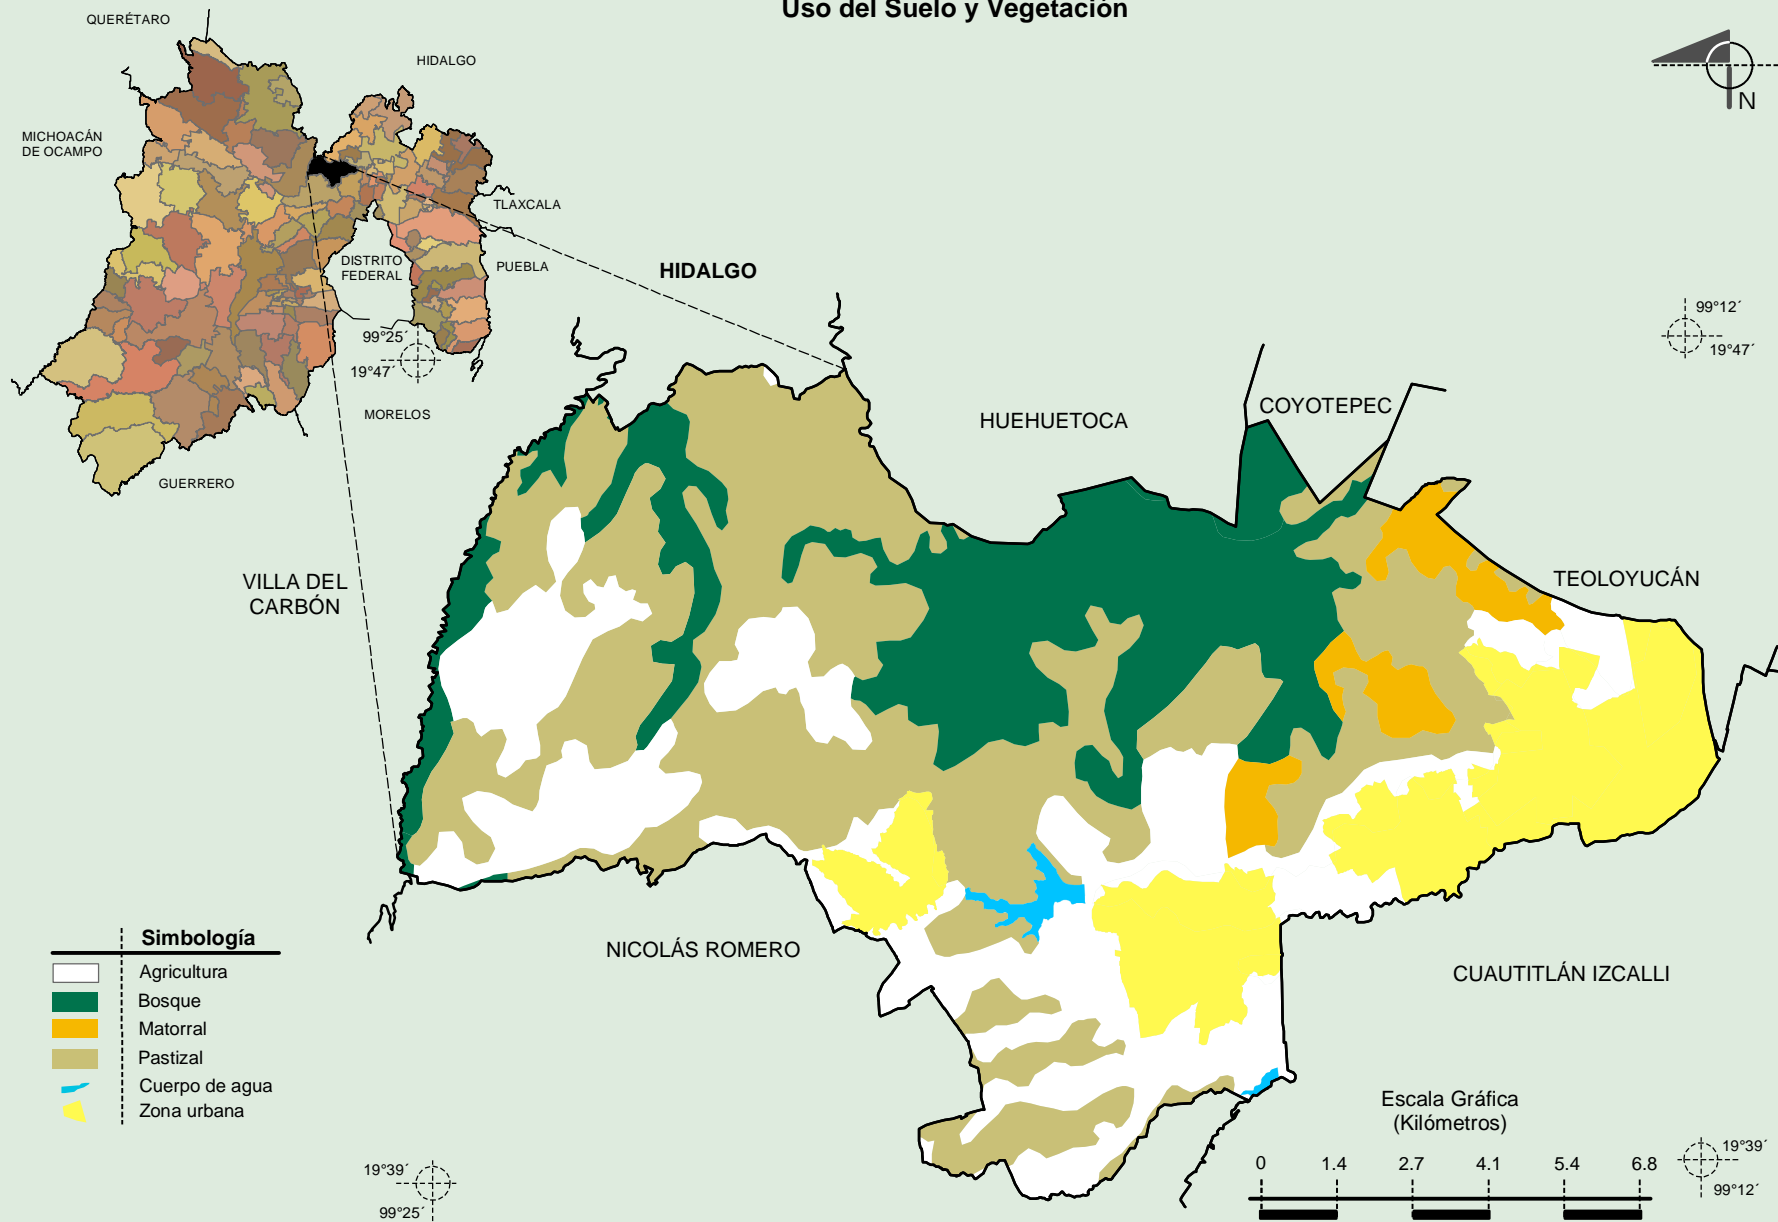 Uso del Suelo y Vegetación
QUERÉTARO
HIDALGO
N
MICHOACÁN
DE OCAMPO
TLAXCALA
DISTRITO
FEDERAL
PUEBLA
HIDALGO
99°25´
19°47´
99°12´
19°47´
MORELOS
GUERRERO
HUEHUETOCA
COYOTEPEC
VILLA DEL
CARBÓN
TEOLOYUCÁN
NICOLÁS ROMERO
CUAUTITLÁN IZCALLI
Simbología
Agricultura
Bosque
Matorral
Pastizal
Cuerpo de agua
Zona urbana
Escala Gráfica
(Kilómetros)
0 1.4 2.7 4.1 5.4 6.8
19°39´
99°25´
19°39´
99°12´